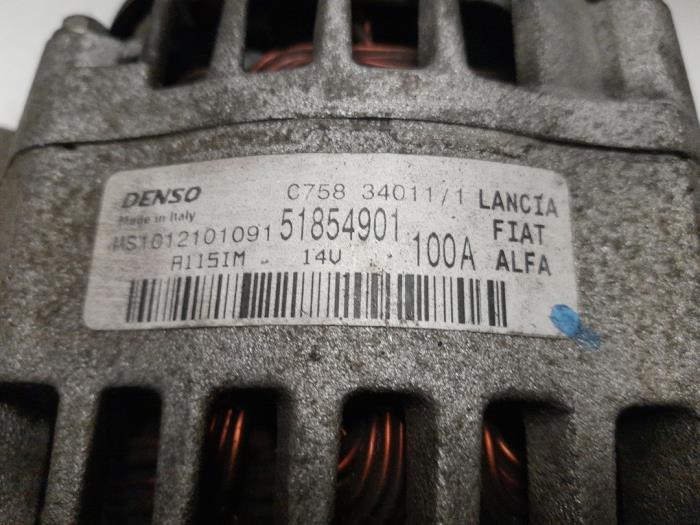 DENSO C758 34011/1 LANCIA
Made in Italy 51854901 FIAT
MS1012101091 100A ALFA
A115IM - 14V